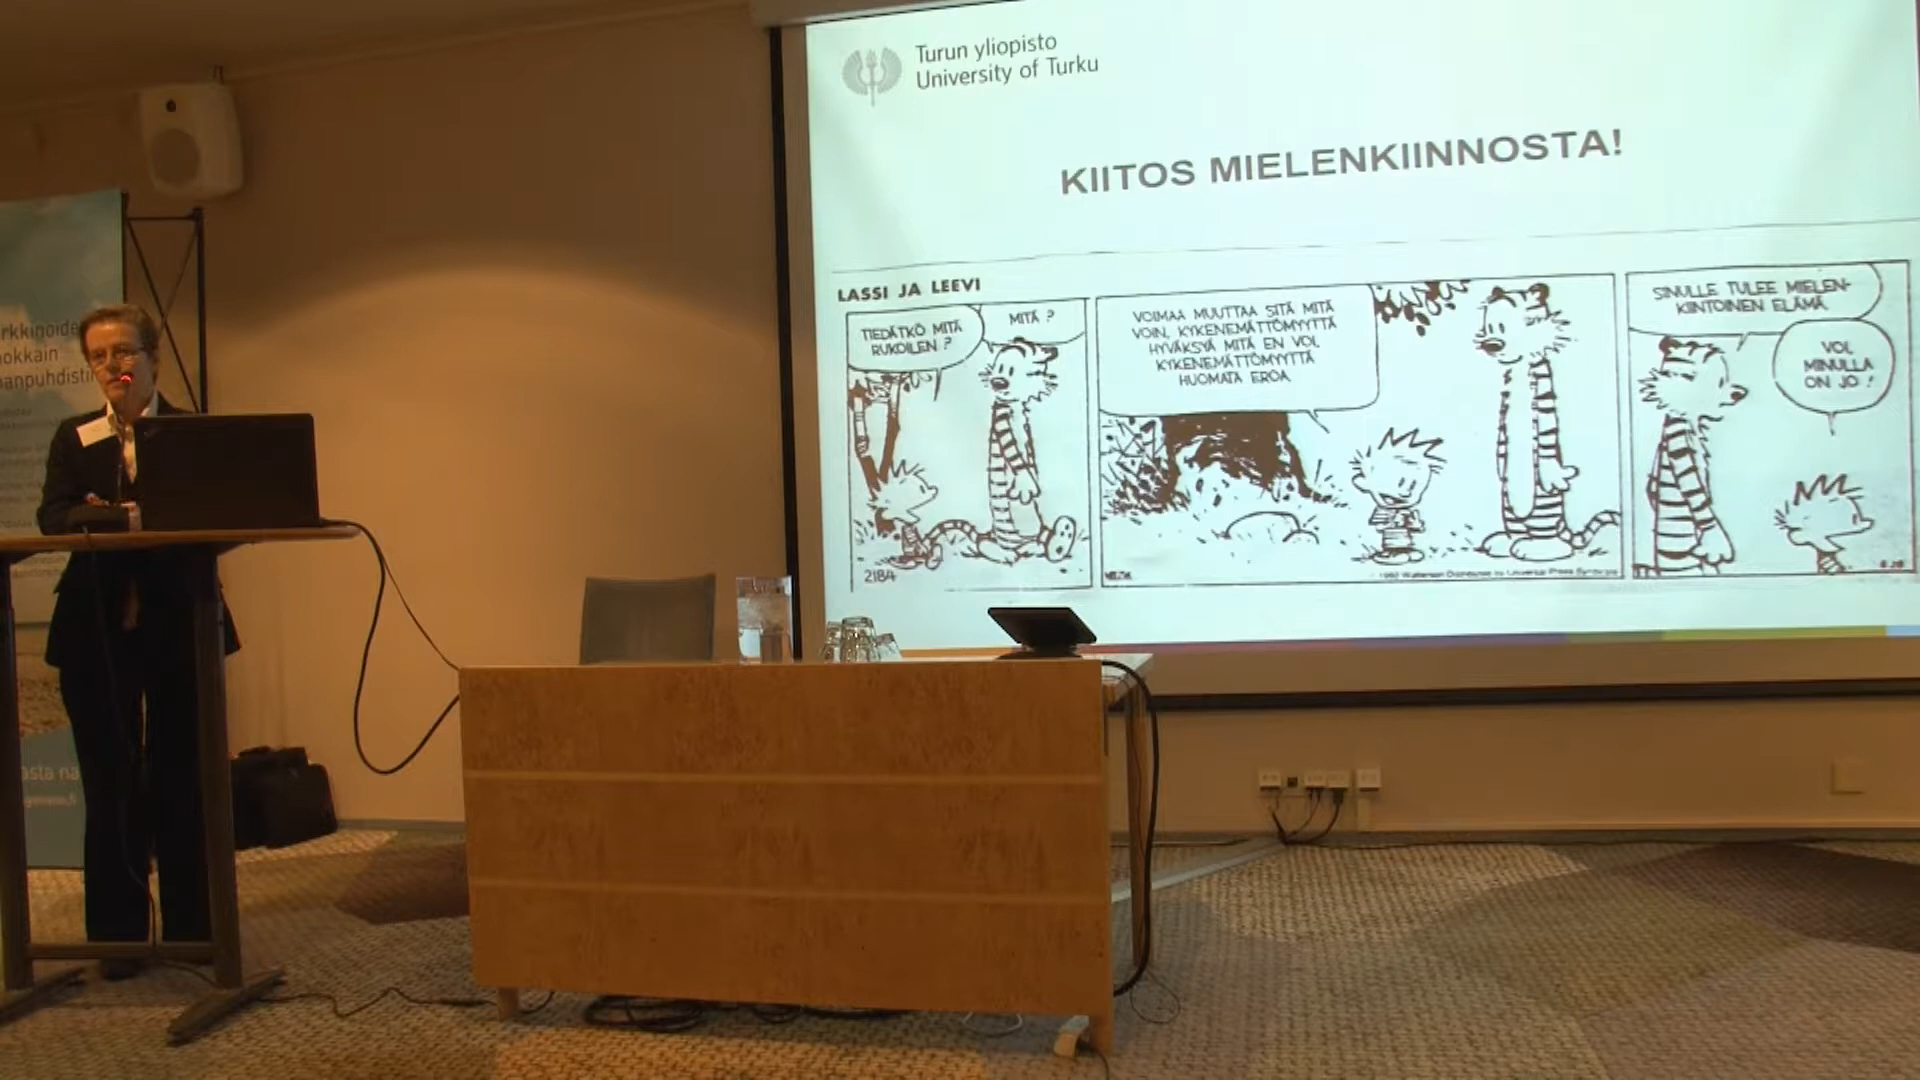 Turun yliopisto
University of Turku
KIITOS MIELENKIINNOSTA!
LASSI JA LEEVI
TIEDÄTKÖ MITÄ
RUKOILEN ?
MITÄ ?
VOIMAA MUUTTAA SITÄ MITÄ
VOIN, KYKENEMÄTTÖMYYTTÄ
HYVÄKSYÄ MITÄ EN VOI,
KYKENEMÄTTÖMYYTTÄ
HUOMATA EROA
SINULLE TULEE MIELEN-
KIINTOINEN ELÄMÄ
VOI,
MINULLA
ON JO !
2184